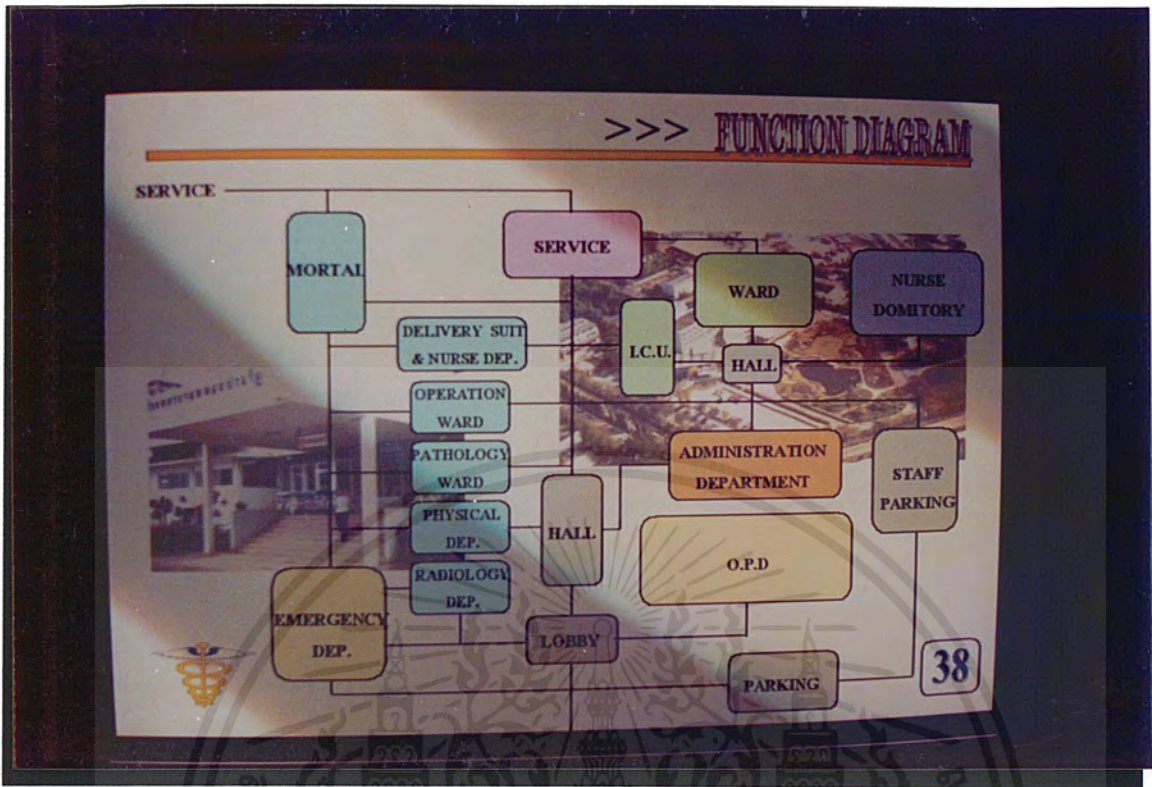 >>> FUNCTION DIAGRAM
SERVICE
MORTAL
SERVICE
WARD
NURSE
DOMITORY
DELIVERY SUIT
& NURSE DEP.
I.C.U.
HALL
OPERATION
WARD
PATHOLOGY
WARD
ADMINISTRATION
DEPARTMENT
STAFF
PARKING
PHYSICAL
DEP.
HALL
O.P.D
RADIOLOGY
DEP.
EMERGENCY
DEP.
LOBBY
PARKING
38